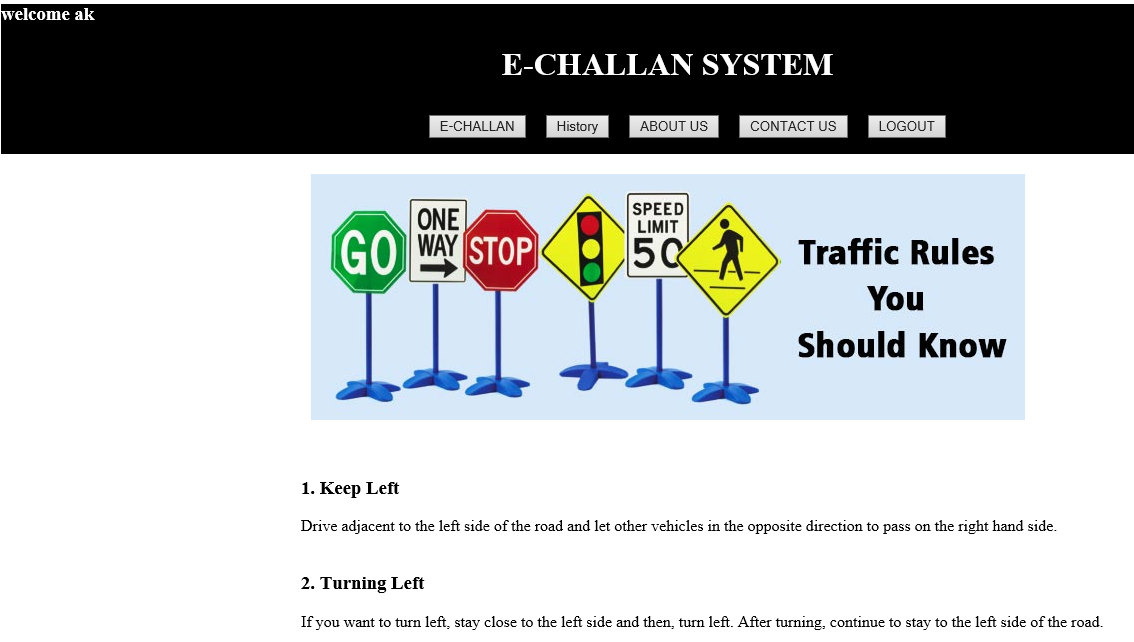 welcome ak
E-CHALLAN SYSTEM
E-CHALLAN History ABOUT US CONTACT US LOGOUT
GO
ONE
WAY
STOP
SPEED
LIMIT
50
Traffic Rules
You
Should Know
1. Keep Left
Drive adjacent to the left side of the road and let other vehicles in the opposite direction to pass on the right hand side.
2. Turning Left
If you want to turn left, stay close to the left side and then, turn left. After turning, continue to stay to the left side of the road.